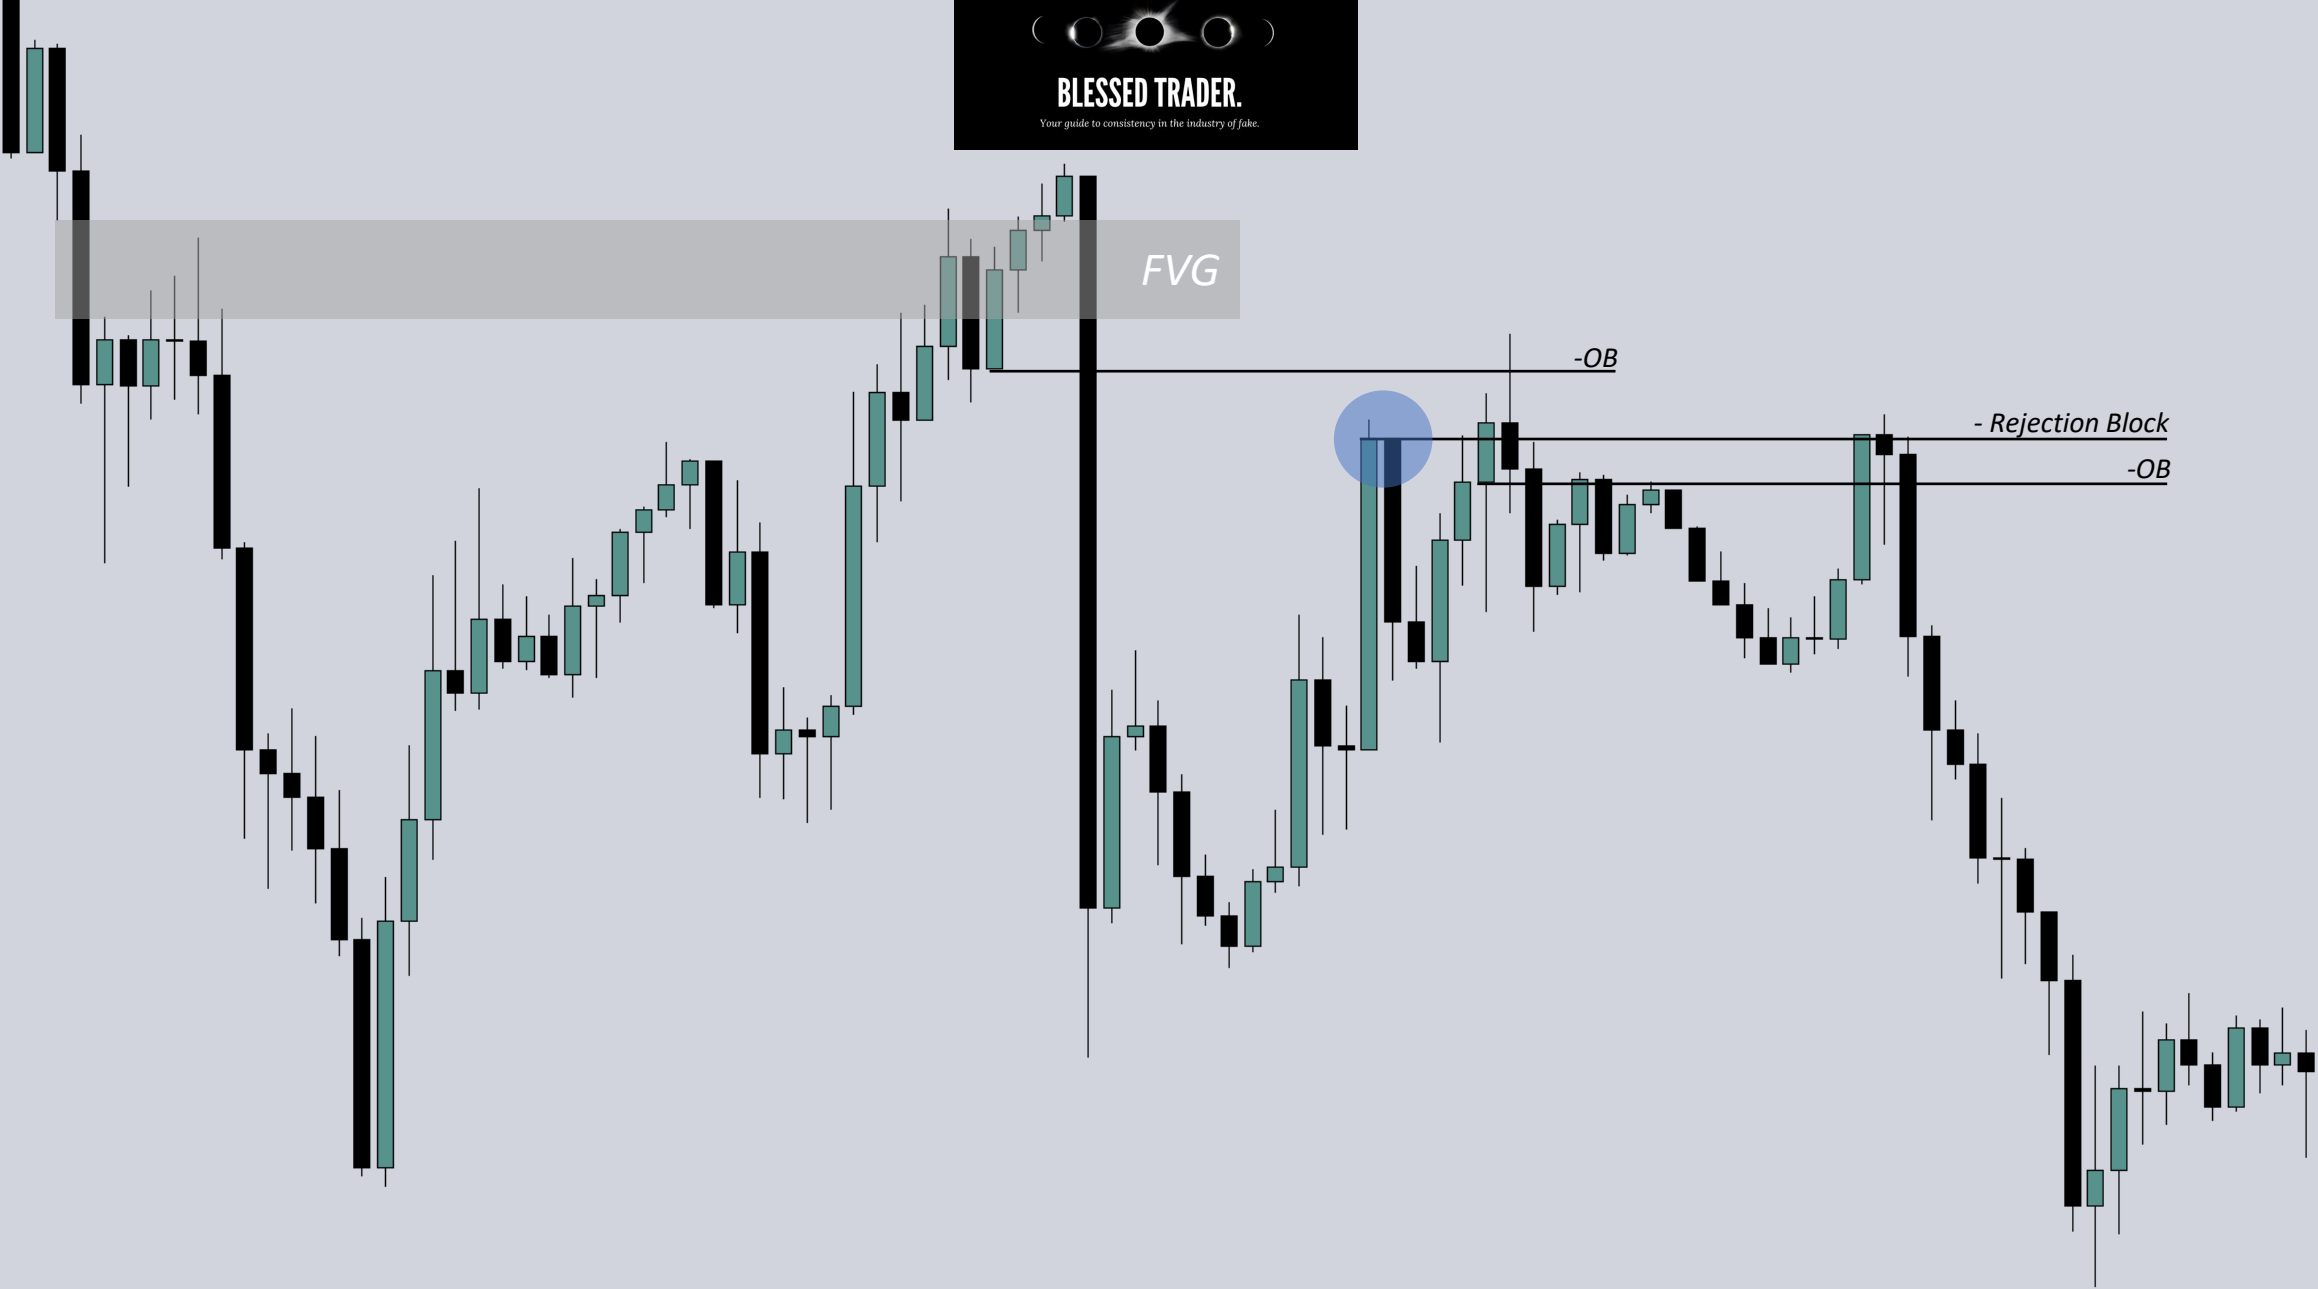 BLESSED TRADER.
Your guide to consistency in the industry of fake.
FVG
-OB
- Rejection Block
-OB